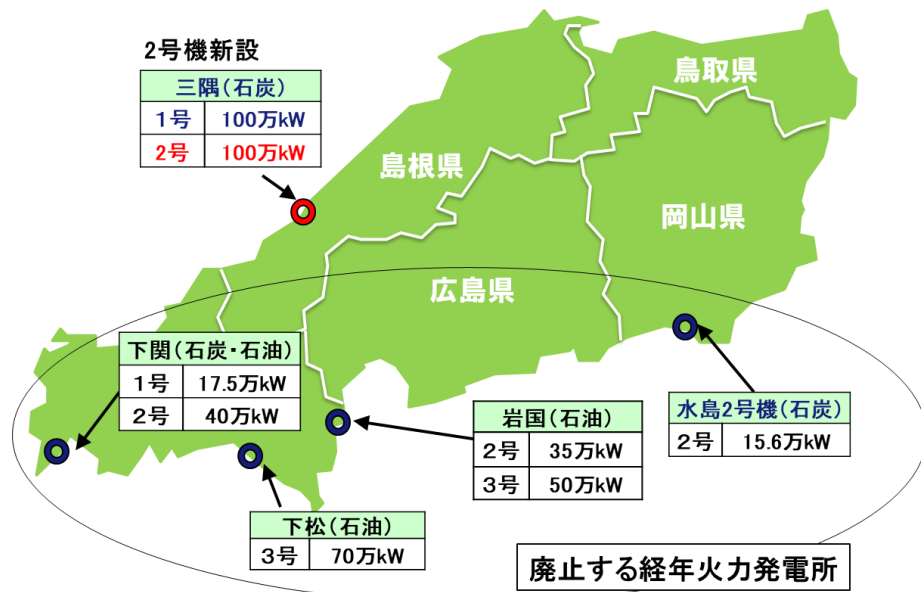 2号機新設
三隅(石炭)
1号 100万kW
2号 100万kW
鳥取県
島根県
岡山県
広島県
下関(石炭・石油)
1号 17.5万kW
2号 40万kW
岩国(石油)
2号 35万kW
3号 50万kW
水島2号機(石炭)
2号 15.6万kW
下松(石油)
3号 70万kW
廃止する経年火力発電所